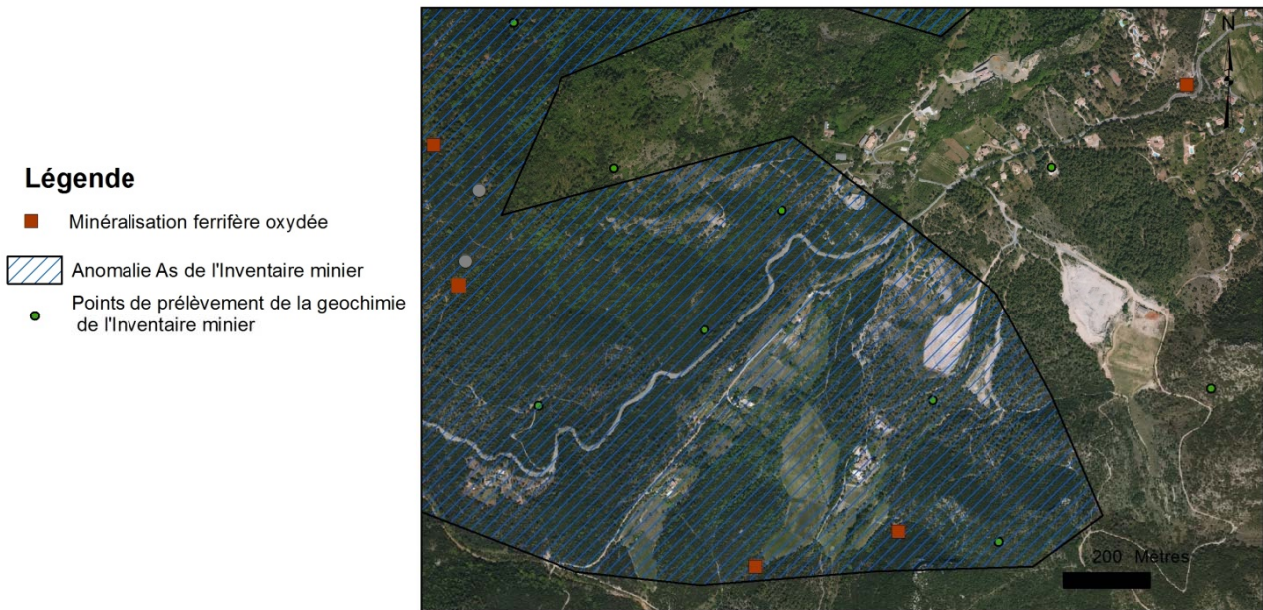 Légende
Minéralisation ferrifère oxydée
Anomalie As de l'Inventaire minier
Points de prélèvement de la geochimie
de l'Inventaire minier
N
200 Mètres